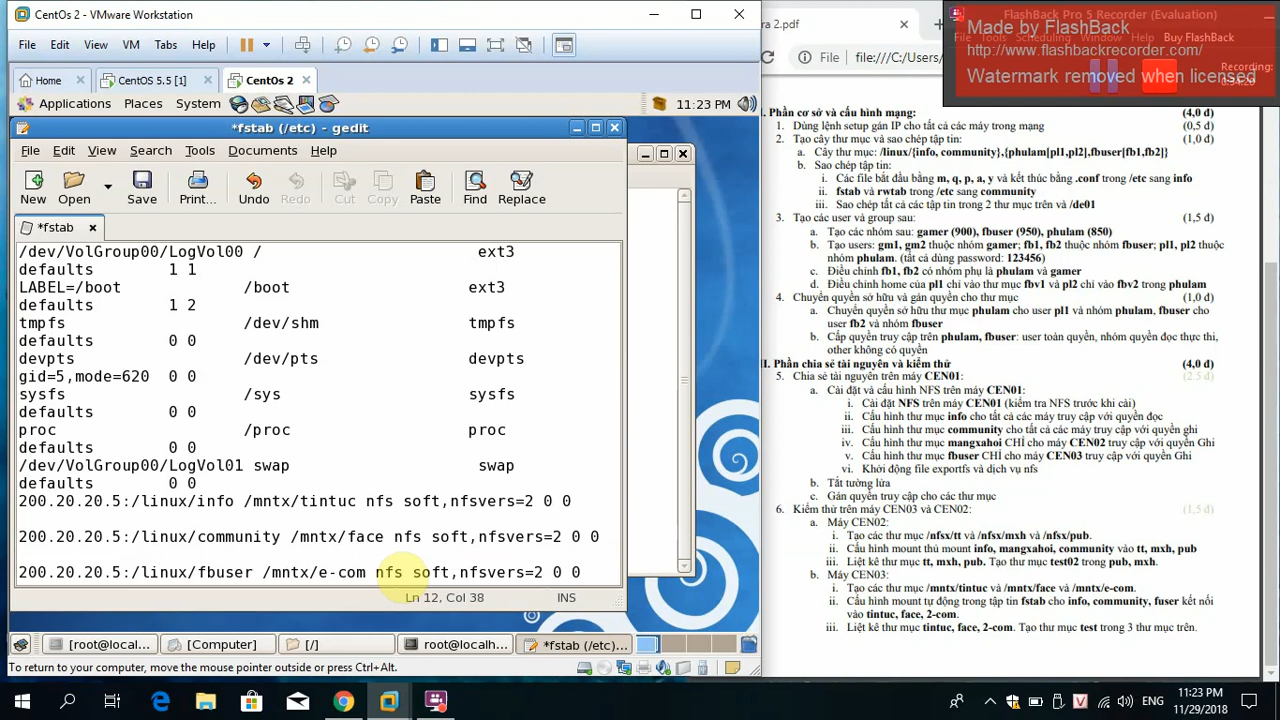 CentOs 2 - VMware Workstation
File Edit View VM Tabs Help
Home CentOS 5.5 [1] CentOs 2
Applications Places System 11:23 PM
*fstab (/etc) - gedit
File Edit View Search Tools Documents Help
New Open Save Print... Undo Redo Cut Copy Paste Find Replace
*fstab
/dev/VolGroup00/LogVol00 / ext3
defaults 1 1
LABEL=/boot /boot ext3
defaults 1 2
tmpfs /dev/shm tmpfs
defaults 0 0
devpts /dev/pts devpts
gid=5,mode=620 0 0
sysfs /sys sysfs
defaults 0 0
proc /proc proc
defaults 0 0
/dev/VolGroup00/LogVol01 swap swap
defaults 0 0
200.20.20.5:/linux/info /mntx/tintuc nfs soft,nfsvers=2 0 0
200.20.20.5:/linux/community /mntx/face nfs soft,nfsvers=2 0 0
200.20.20.5:/linux/fbuser /mntx/e-com nfs soft,nfsvers=2 0 0
Ln 12, Col 38 INS
[root@local... [Computer] [/] root@localh... *fstab (/etc)...
To return to your computer, move the mouse pointer outside or press Ctrl+Alt.
ra 2.pdf
File file:///C:/Users/
FlashBack Pro 5 Recorder (Evaluation)
Made by FlashBack
File Tools Scheduling Window Help Buy FlashBack
http://www.flashbackrecorder.com/
Watermark removed when licensed
Recording:
I. Phần cơ sở và cấu hình mạng: (4,0 đ)
1. Dùng lệnh setup gán IP cho tất cả các máy trong mạng (0,5 đ)
2. Tạo cây thư mục và sao chép tập tin: (1,0 đ)
a. Cây thư mục: /linux/{info, community},{phulam[pl1,pl2],fbuser[fb1,fb2]}
b. Sao chép tập tin:
i. Các file bắt đầu bằng m, q, p, a, y và kết thúc bằng .conf trong /etc sang info
ii. fstab và rwtab trong /etc sang community
iii. Sao chép tất cả các tập tin trong 2 thư mục trên và /de01
3. Tạo các user và group sau: (1,5 đ)
a. Tạo các nhóm sau: gamer (900), fbuser (950), phulam (850)
b. Tạo users: gm1, gm2 thuộc nhóm gamer; fb1, fb2 thuộc nhóm fbuser; pl1, pl2 thuộc
nhóm phulam. (tất cả dùng password: 123456)
c. Điều chỉnh fb1, fb2 có nhóm phụ là phulam và gamer
d. Điều chỉnh home của pl1 chỉ vào thư mục fbv1 và pl2 chỉ vào fbv2 trong phulam
4. Chuyển quyền sở hữu và gán quyền cho thư mục (1,0 đ)
a. Chuyển quyền sở hữu thư mục phulam cho user pl1 và nhóm phulam, fbuser cho
user fb2 và nhóm fbuser
b. Cấp quyền truy cập trên phulam, fbuser: user toàn quyền, nhóm quyền đọc thực thi,
other không có quyền
II. Phần chia sẻ tài nguyên và kiểm thử (4,0 đ)
5. Chia sẻ tài nguyên trên máy CEN01: (2.5 đ)
a. Cài đặt và cấu hình NFS trên máy CEN01:
i. Cài đặt NFS trên máy CEN01 (kiểm tra NFS trước khi cài)
ii. Cấu hình thư mục info cho tất cả các máy truy cập với quyền đọc
iii. Cấu hình thư mục community cho tất cả các máy truy cập với quyền ghi
iv. Cấu hình thư mục mangxahoi CHỈ cho máy CEN02 truy cập với quyền Ghi
v. Cấu hình thư mục fbuser CHỈ cho máy CEN03 truy cập với quyền Ghi
vi. Khởi động file exportfs và dịch vụ nfs
b. Tắt tường lửa
c. Gán quyền truy cập cho các thư mục
6. Kiểm thử trên máy CEN03 và CEN02: (1,5 đ)
a. Máy CEN02:
i. Tạo các thư mục /nfsx/tt và /nfsx/mxh và /nfsx/pub.
ii. Cấu hình mount thủ mount info, mangxahoi, community vào tt, mxh, pub
iii. Liệt kê thư mục tt, mxh, pub. Tạo thư mục test02 trong pub, mxh.
b. Máy CEN03:
i. Tạo các thư mục /mntx/tintuc và /mntx/face và /mntx/e-com.
ii. Cấu hình mount tự động trong tập tin fstab cho info, community, fuser kết nối
vào tintuc, face, 2-com.
iii. Liệt kê thư mục tintuc, face, 2-com. Tạo thư mục test trong 3 thư mục trên.
ENG 11:23 PM
11/29/2018